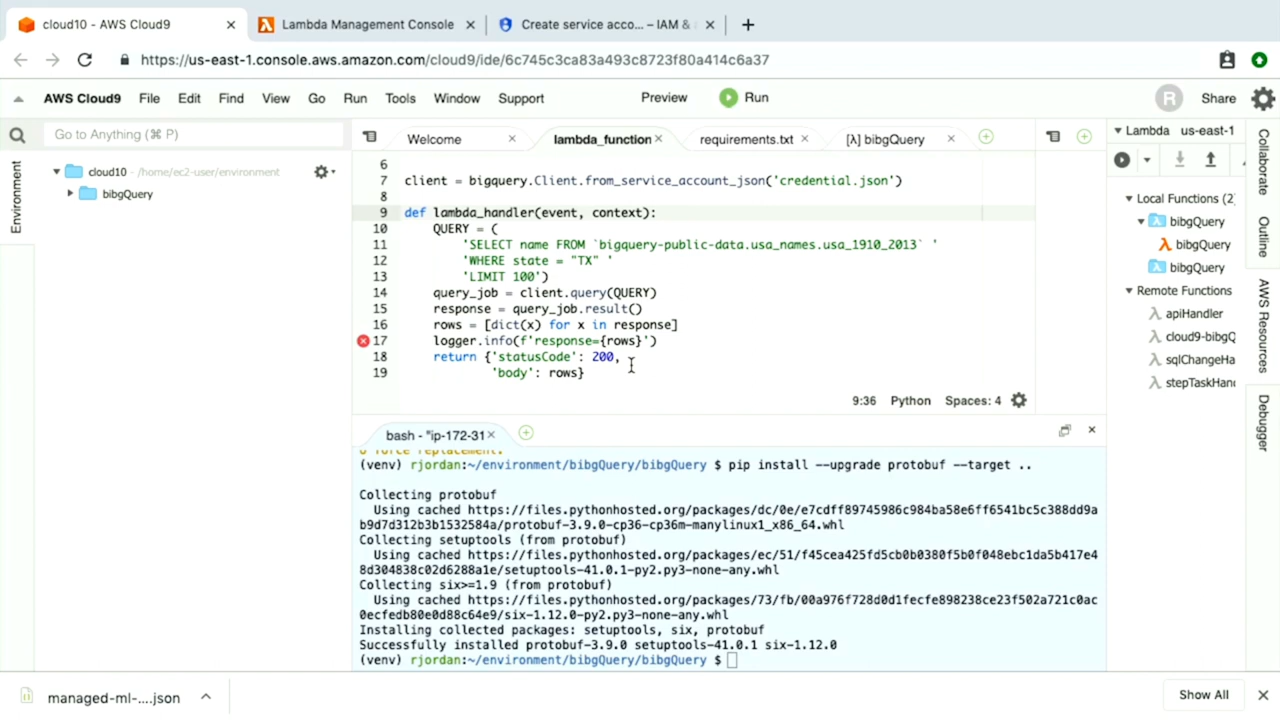 cloud10 - AWS Cloud9
Lambda Management Console
Create service acco... – IAM &
https://us-east-1.console.aws.amazon.com/cloud9/ide/6c745c3ca83a493c8723f80a414c6a37
AWS Cloud9 File Edit Find View Go Run Tools Window Support Preview Run R Share
Go to Anything (⌘ P)
Welcome
lambda_function
requirements.txt
[λ] bibgQuery
Lambda us-east-1
Environment
cloud10 - /home/ec2-user/environment
bibgQuery
6
7 client = bigquery.Client.from_service_account_json('credential.json')
8
9 def lambda_handler(event, context):
10 QUERY = (
11 'SELECT name FROM `bigquery-public-data.usa_names.usa_1910_2013` '
12 'WHERE state = "TX" '
13 'LIMIT 100')
14 query_job = client.query(QUERY)
15 response = query_job.result()
16 rows = [dict(x) for x in response]
17 logger.info(f'response={rows}')
18 return {'statusCode': 200,
19 'body': rows}
9:36 Python Spaces: 4
Local Functions (2)
bibgQuery
bibgQuery
bibgQuery
Remote Functions
apiHandler
cloud9-bibgQ
sqlChangeHa
stepTaskHand
Collaborate
Outline
AWS Resources
Debugger
bash - "ip-172-31
(venv) rjordan:~/environment/bibgQuery/bibgQuery $ pip install --upgrade protobuf --target ..
Collecting protobuf
Using cached https://files.pythonhosted.org/packages/dc/0e/e7cdff89745986c984ba58e6ff6541bc5c388dd9a
b9d7d312b3b1532584a/protobuf-3.9.0-cp36-cp36m-manylinux1_x86_64.whl
Collecting setuptools (from protobuf)
Using cached https://files.pythonhosted.org/packages/ec/51/f45cea425fd5cb0b0380f5b0f048ebc1da5b417e4
8d304838c02d6288a1e/setuptools-41.0.1-py2.py3-none-any.whl
Collecting six>=1.9 (from protobuf)
Using cached https://files.pythonhosted.org/packages/73/fb/00a976f728d0d1fecfe898238ce23f502a721c0ac
0ecfedb80e0d88c64e9/six-1.12.0-py2.py3-none-any.whl
Installing collected packages: setuptools, six, protobuf
Successfully installed protobuf-3.9.0 setuptools-41.0.1 six-1.12.0
(venv) rjordan:~/environment/bibgQuery/bibgQuery $
managed-ml-....json
Show All